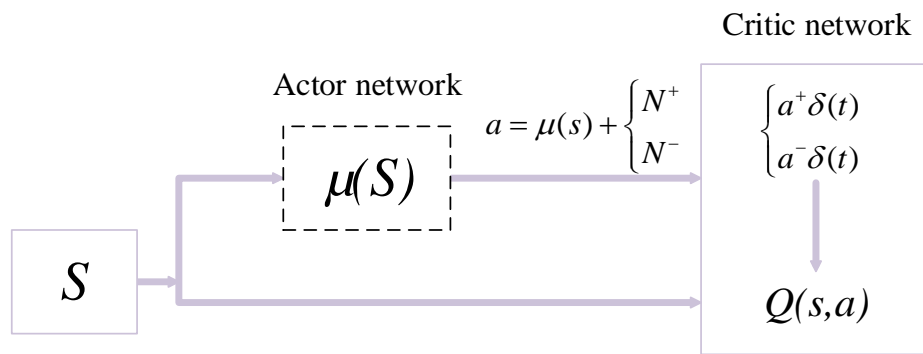 Critic network
Actor network
a = μ(s) + { N⁺
N⁻
{ a⁺δ(t)
a⁻δ(t)
μ(S)
S
Q(s,a)